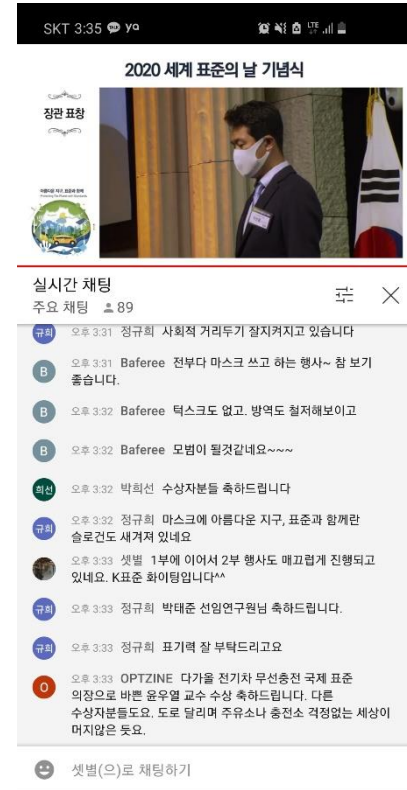 SKT 3:35
2020 세계 표준의 날 기념식
장관 표창
실시간 채팅
주요 채팅 89
규희 오후 3:31 정규희 사회적 거리두기 잘지켜지고 있습니다
B 오후 3:31 Baferee 전부다 마스크 쓰고 하는 행사~ 참 보기
좋습니다.
B 오후 3:32 Baferee 턱스크도 없고. 방역도 철저해보이고
B 오후 3:32 Baferee 모범이 될것같네요~~~
희선 오후 3:32 박희선 수상자분들 축하드립니다
규희 오후 3:32 정규희 마스크에 아름다운 지구, 표준과 함께란
슬로건도 새겨져 있네요
오후 3:33 셋별 1부에 이어서 2부 행사도 매끄럽게 진행되고
있네요. K표준 화이팅입니다^^
규희 오후 3:33 정규희 박태준 선임연구원님 축하드립니다.
규희 오후 3:33 정규희 표기력 잘 부탁드리고요
O 오후 3:33 OPTZINE 다가올 전기차 무선충전 국제 표준
의장으로 바쁜 윤우열 교수 수상 축하드립니다. 다른
수상자분들도요. 도로 달리며 주유소나 충전소 걱정없는 세상이
머지않은 듯요.
셋별(으)로 채팅하기